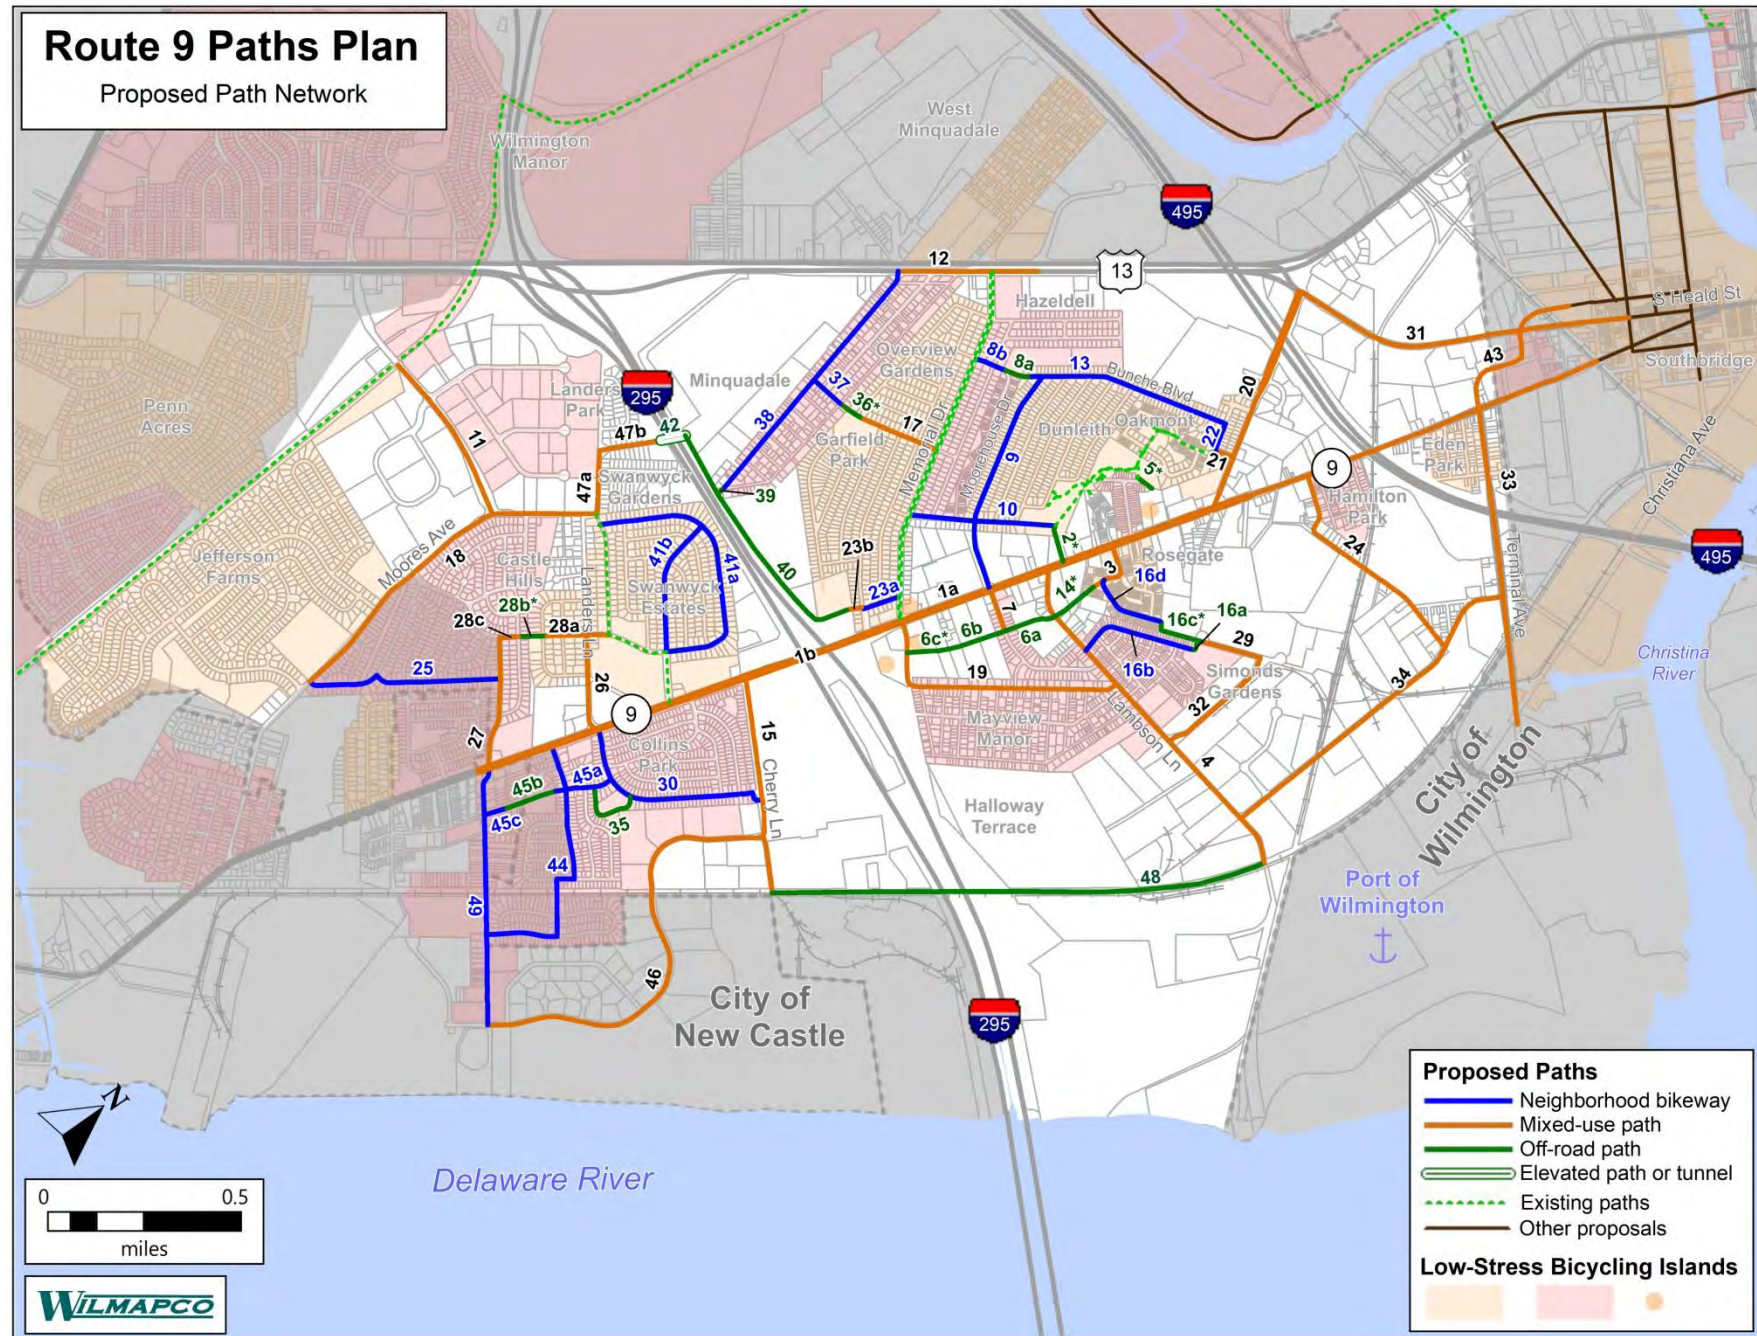 Route 9 Paths Plan
Proposed Path Network
West
Minquadale
Wilmington
Manor
495
12
13
Hazeldell
S Heald St
31
43
Southbridge
Overview
Gardens
8b
8a
13
Bunche Blvd
20
Landers
Park
295
Minquadale
37
36*
17
38
Penn
Acres
11
47b
42
Garfield
Park
Memorial Dr
Moorehouse Dr
Dunleith
Oakmont
22
21
9
5*
Eden
Park
9
33
Christiana Ave
47a
Swanwyck
Gardens
39
10
Hamilton
Park
495
Jefferson
Farms
Moores Ave
18
Castle
Hills
Landers Ln
41b
41a
Swanwyck
Estates
40
23b
23a
2*
Rosegate
24
Terminal Ave
28b*
28c
28a
1a
14*
3
16d
7
6c*
6b
6a
16c*
16a
29
1b
16b
25
26
19
Simonds
Gardens
34
Christina
River
9
27
15
Mayview
Manor
Lambson Ln
32
4
Collins
Park
45b
45a
30
Cherry Ln
45c
35
Halloway
Terrace
City of
Wilmington
44
48
49
Port of
Wilmington
46
City of
New Castle
295
N
0 0.5
miles
Delaware River
WILMAPCO
Proposed Paths
Neighborhood bikeway
Mixed-use path
Off-road path
Elevated path or tunnel
Existing paths
Other proposals
Low-Stress Bicycling Islands